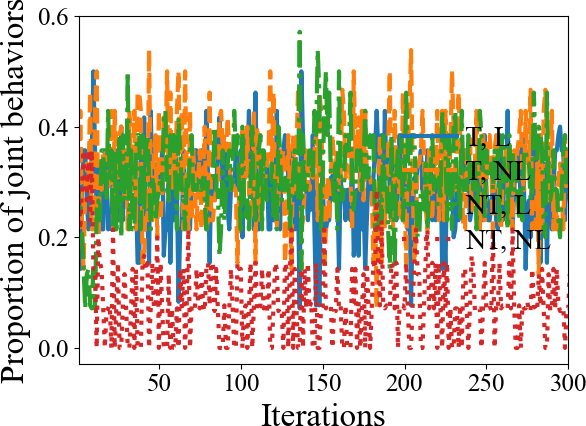 Proportion of joint behaviors
0.6
0.4
0.2
0.0
T, L
T, NL
NT, L
NT, NL
50
100
150
200
250
300
Iterations